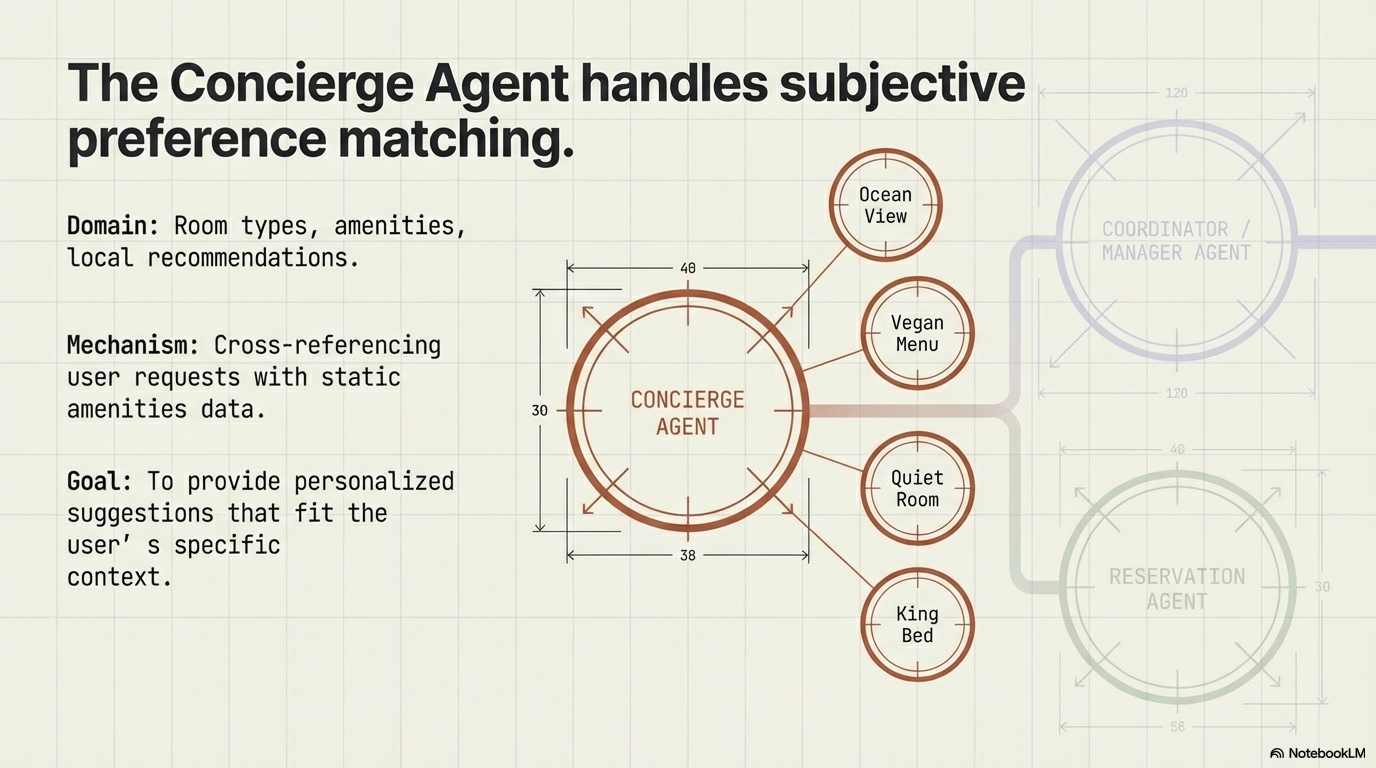 The Concierge Agent handles subjective
preference matching.
Domain: Room types, amenities,
local recommendations.
Mechanism: Cross-referencing
user requests with static
amenities data.
Goal: To provide personalized
suggestions that fit the
user’ s specific
context.
40
30
CONCIERGE
AGENT
38
Ocean
View
Vegan
Menu
Quiet
Room
King
Bed
120
COORDINATOR /
MANAGER AGENT
120
40
RESERVATION
AGENT
30
58
NotebookLM